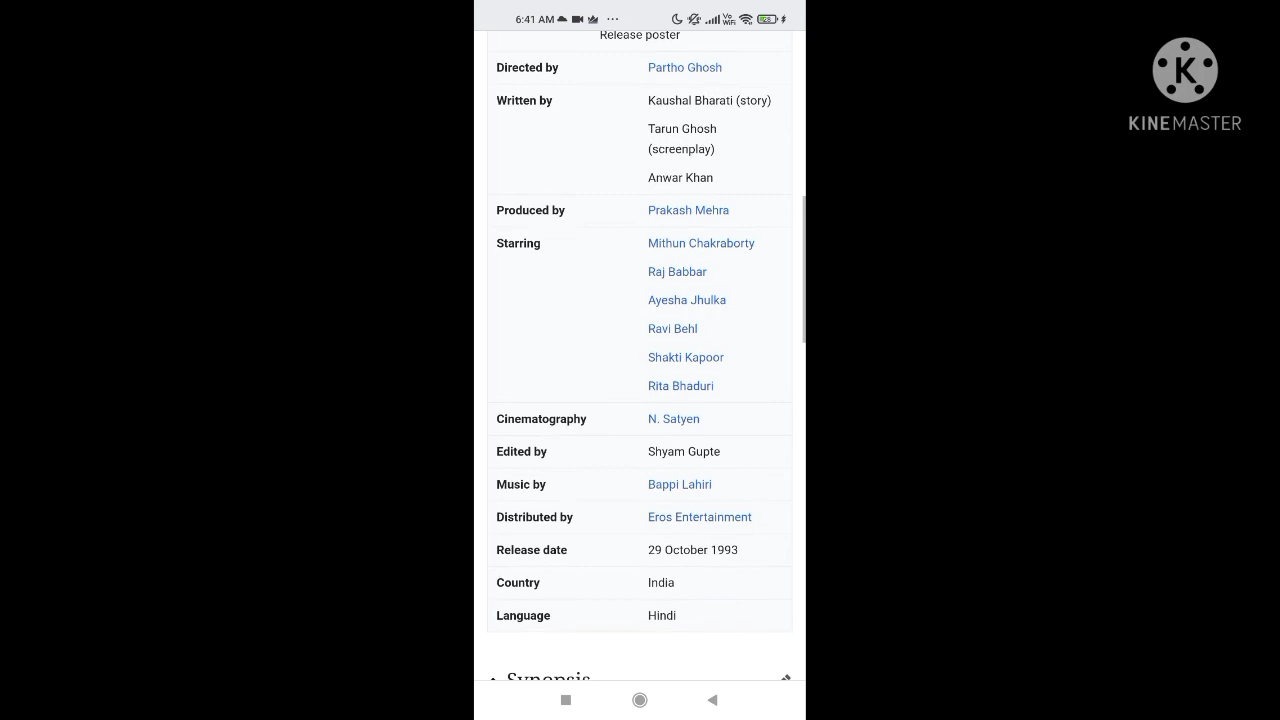 6:41 AM ...
Vo
WiFi
Release poster
Directed by Partho Ghosh
Written by Kaushal Bharati (story)
Tarun Ghosh
(screenplay)
Anwar Khan
Produced by Prakash Mehra
Starring Mithun Chakraborty
Raj Babbar
Ayesha Jhulka
Ravi Behl
Shakti Kapoor
Rita Bhaduri
Cinematography N. Satyen
Edited by Shyam Gupte
Music by Bappi Lahiri
Distributed by Eros Entertainment
Release date 29 October 1993
Country India
Language Hindi
Synopsis
K
KINEMASTER